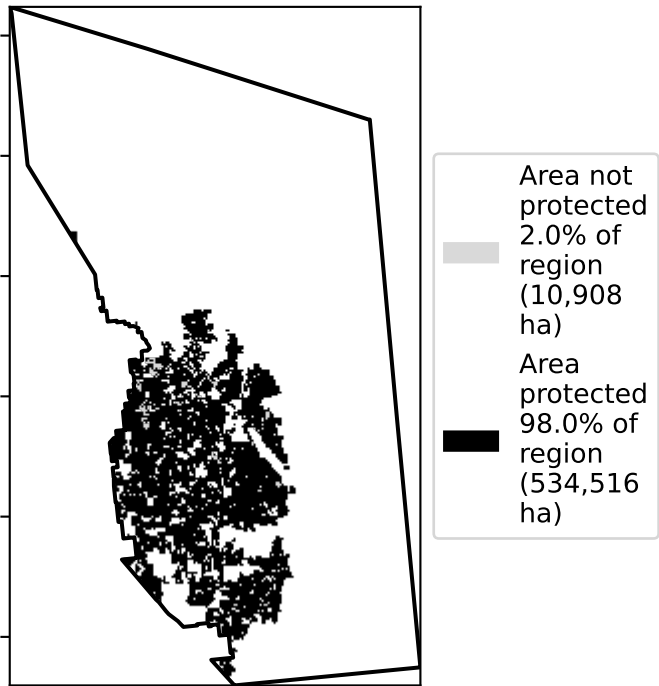 Area not
protected
2.0% of
region
(10,908
ha)
Area
protected
98.0% of
region
(534,516
ha)